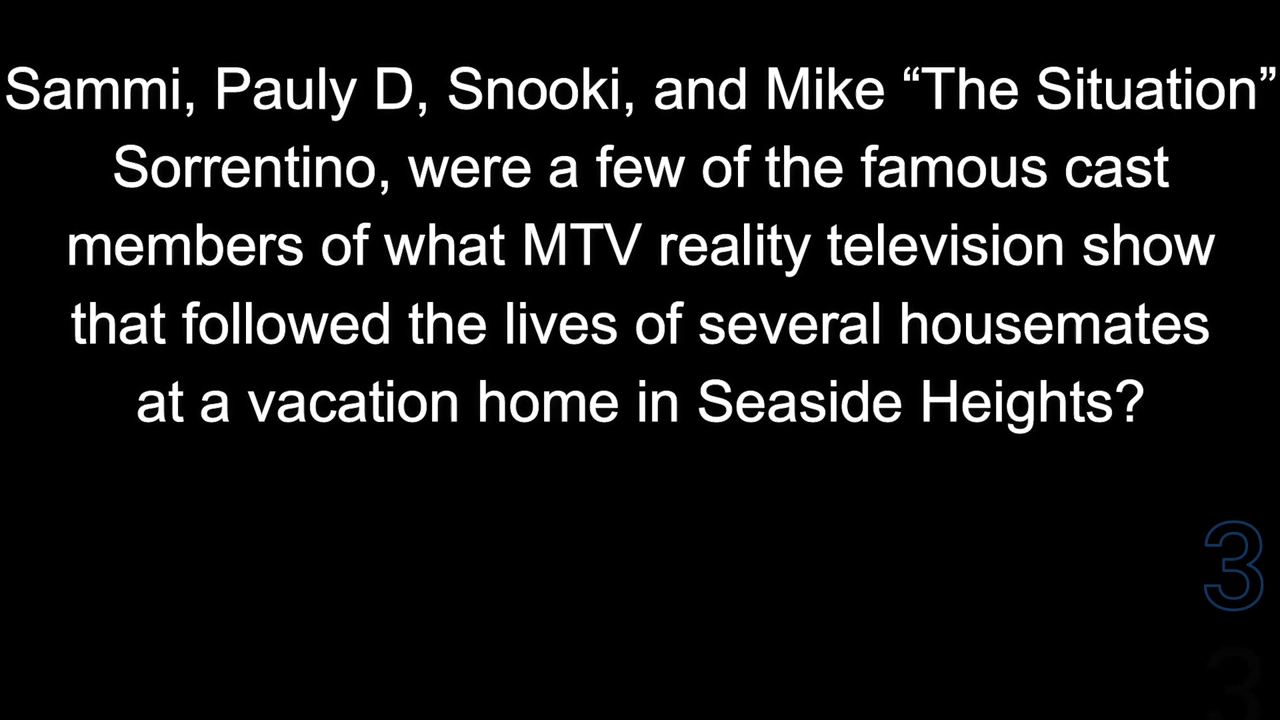 Sammi, Pauly D, Snooki, and Mike “The Situation”
Sorrentino, were a few of the famous cast
members of what MTV reality television show
that followed the lives of several housemates
at a vacation home in Seaside Heights?
3
3